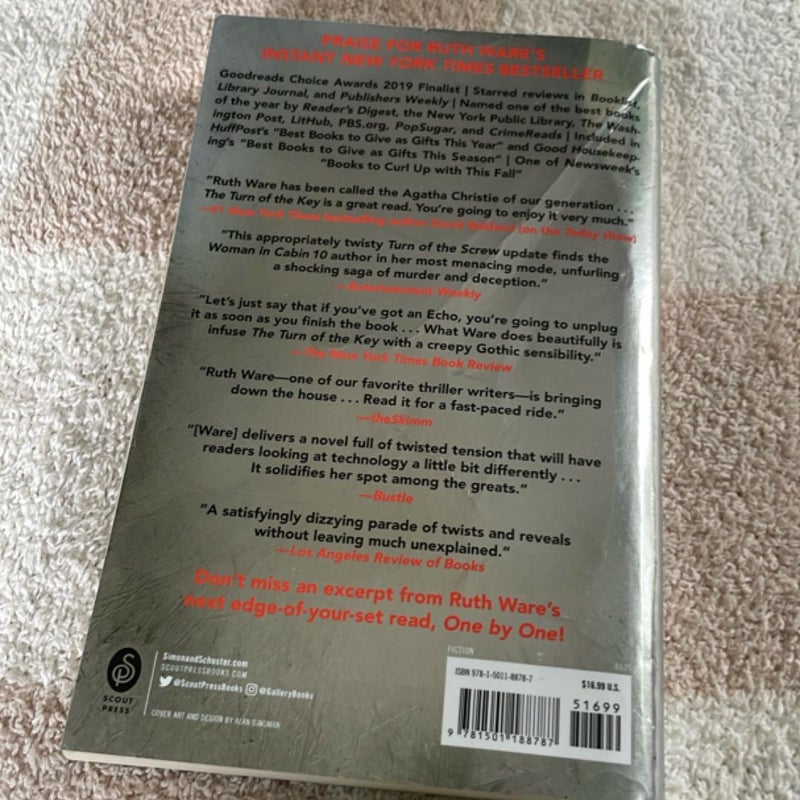 PRAISE FOR RUTH WARE'S
INSTANT NEW YORK TIMES BESTSELLER
Goodreads Choice Awards 2019 Finalist | Starred reviews in Booklist,
Library Journal, and Publishers Weekly | Named one of the best books
of the year by Reader's Digest, the New York Public Library, The Wash-
ington Post, LitHub, PBS.org, PopSugar, and CrimeReads | Included in
HuffPost's "Best Books to Give as Gifts This Year" and Good Housekeep-
ing's "Best Books to Give as Gifts This Season" | One of Newsweek's
"Books to Curl Up with This Fall"
"Ruth Ware has been called the Agatha Christie of our generation . . .
The Turn of the Key is a great read. You're going to enjoy it very much."
—#1 New York Times bestselling author David Baldacci (on the Today show)
"This appropriately twisty Turn of the Screw update finds the
Woman in Cabin 10 author in her most menacing mode, unfurling
a shocking saga of murder and deception."
—Entertainment Weekly
"Let's just say that if you've got an Echo, you're going to unplug
it as soon as you finish the book . . . What Ware does beautifully is
infuse The Turn of the Key with a creepy Gothic sensibility."
—The New York Times Book Review
"Ruth Ware—one of our favorite thriller writers—is bringing
down the house . . . Read it for a fast-paced ride."
—theSkimm
"[Ware] delivers a novel full of twisted tension that will have
readers looking at technology a little bit differently . . .
It solidifies her spot among the greats."
—Bustle
"A satisfyingly dizzying parade of twists and reveals
without leaving much unexplained."
—Los Angeles Review of Books
Don't miss an excerpt from Ruth Ware's
next edge-of-your-set read, One by One!
SCOUT
PRESS
SimonandSchuster.com
SCOUTPRESSBOOKS.COM
@ScoutPressBooks @GalleryBooks
COVER ART AND DESIGN BY ALAN DINGMAN
FICTION
ISBN 978-1-5011-8878-7
$16.99 U.S.
51699
9 781501 188787